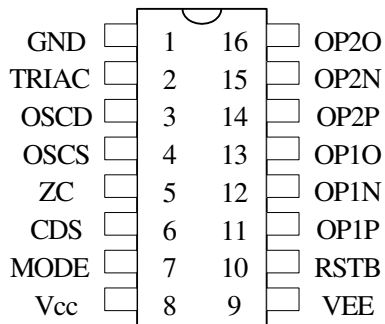 GND 1 16 OP2O
TRIAC 2 15 OP2N
OSCD 3 14 OP2P
OSCS 4 13 OP1O
ZC 5 12 OP1N
CDS 6 11 OP1P
MODE 7 10 RSTB
Vcc 8 9 VEE